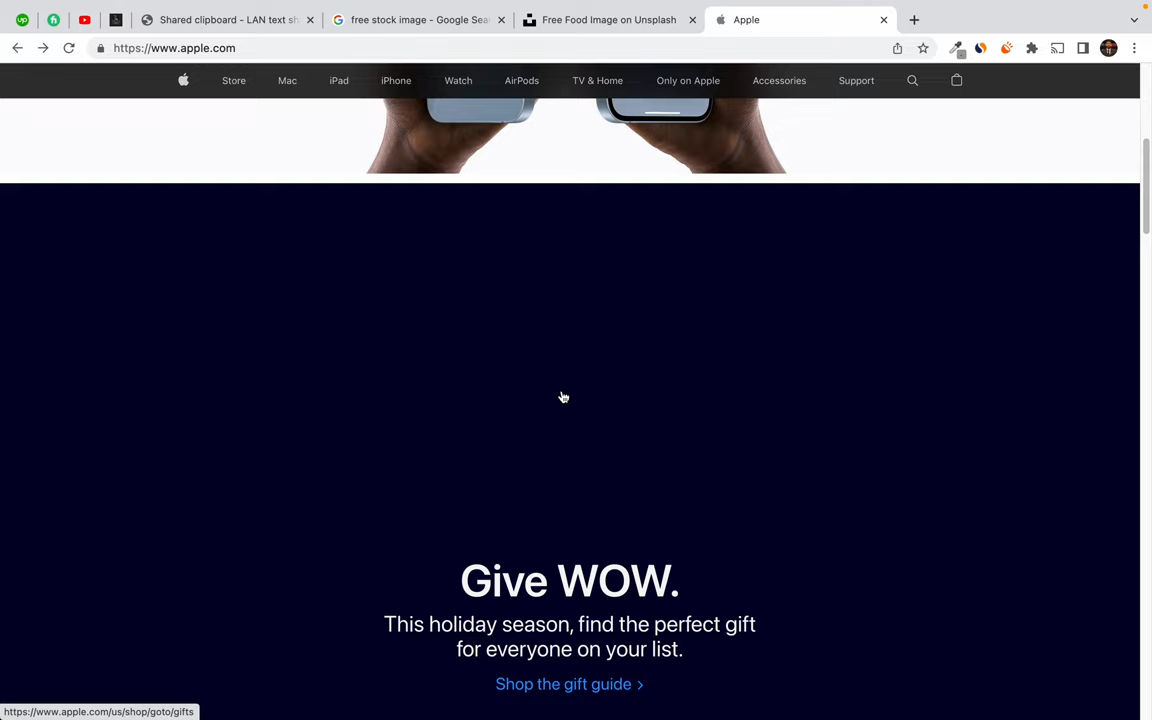 Shared clipboard - LAN text sh
free stock image - Google Sea
Free Food Image on Unsplash
Apple
https://www.apple.com
Store
Mac
iPad
iPhone
Watch
AirPods
TV & Home
Only on Apple
Accessories
Support
Give WOW.
This holiday season, find the perfect gift
for everyone on your list.
Shop the gift guide >
https://www.apple.com/us/shop/goto/gifts